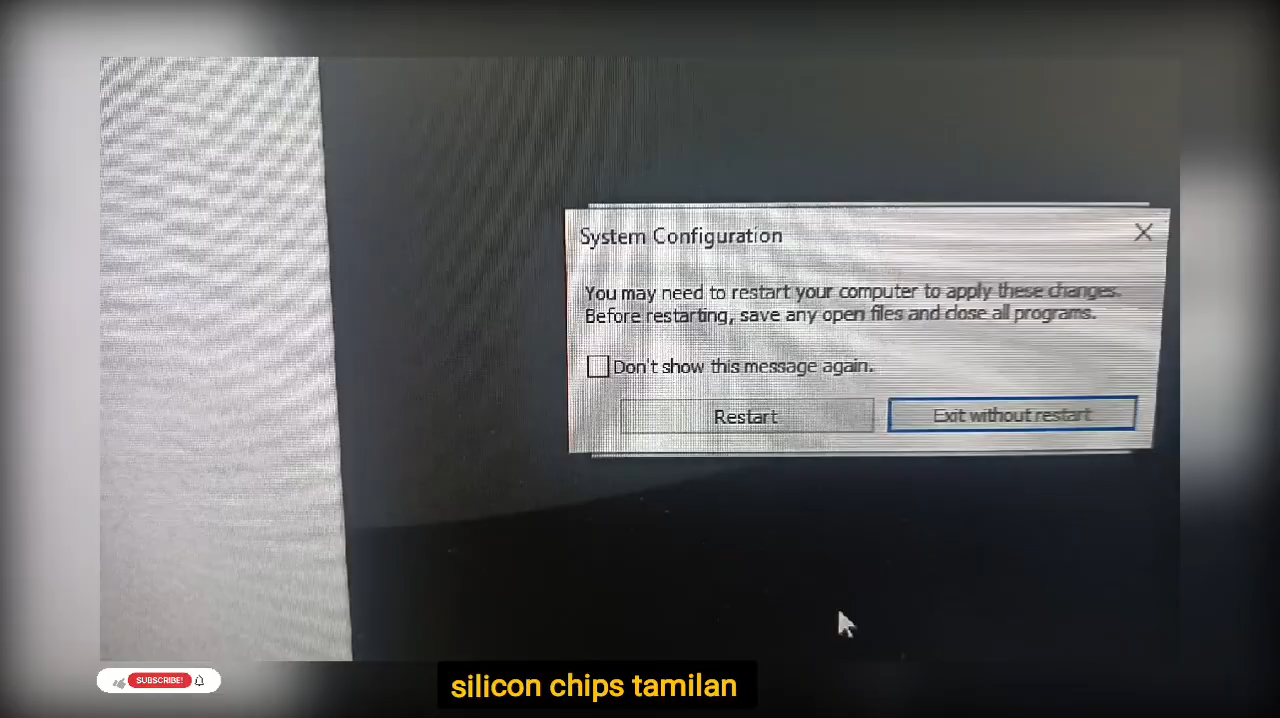 System Configuration
You may need to restart your computer to apply these changes.
Before restarting, save any open files and close all programs.
Don't show this message again.
Restart
Exit without restart
SUBSCRIBE!
silicon chips tamilan